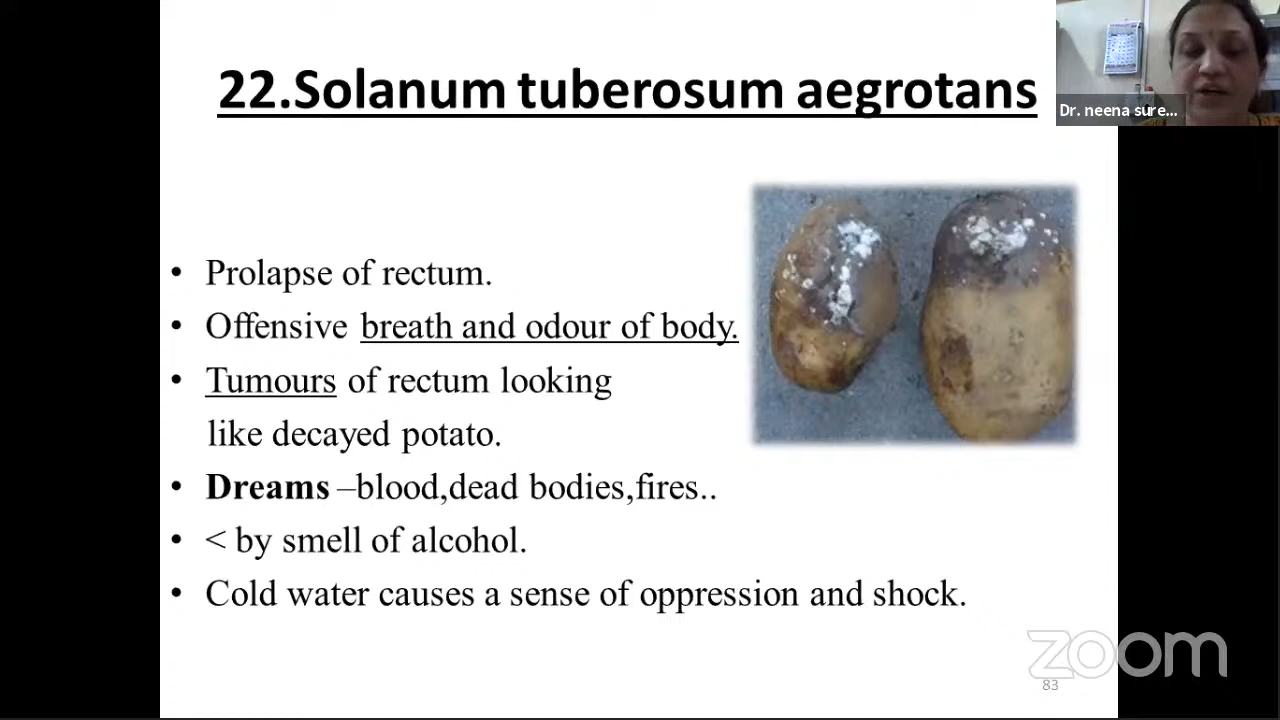 22.Solanum tuberosum aegrotans
Dr. neena sure...
• Prolapse of rectum.
• Offensive breath and odour of body.
• Tumours of rectum looking
like decayed potato.
• Dreams –blood,dead bodies,fires..
• < by smell of alcohol.
• Cold water causes a sense of oppression and shock.
zoom
83